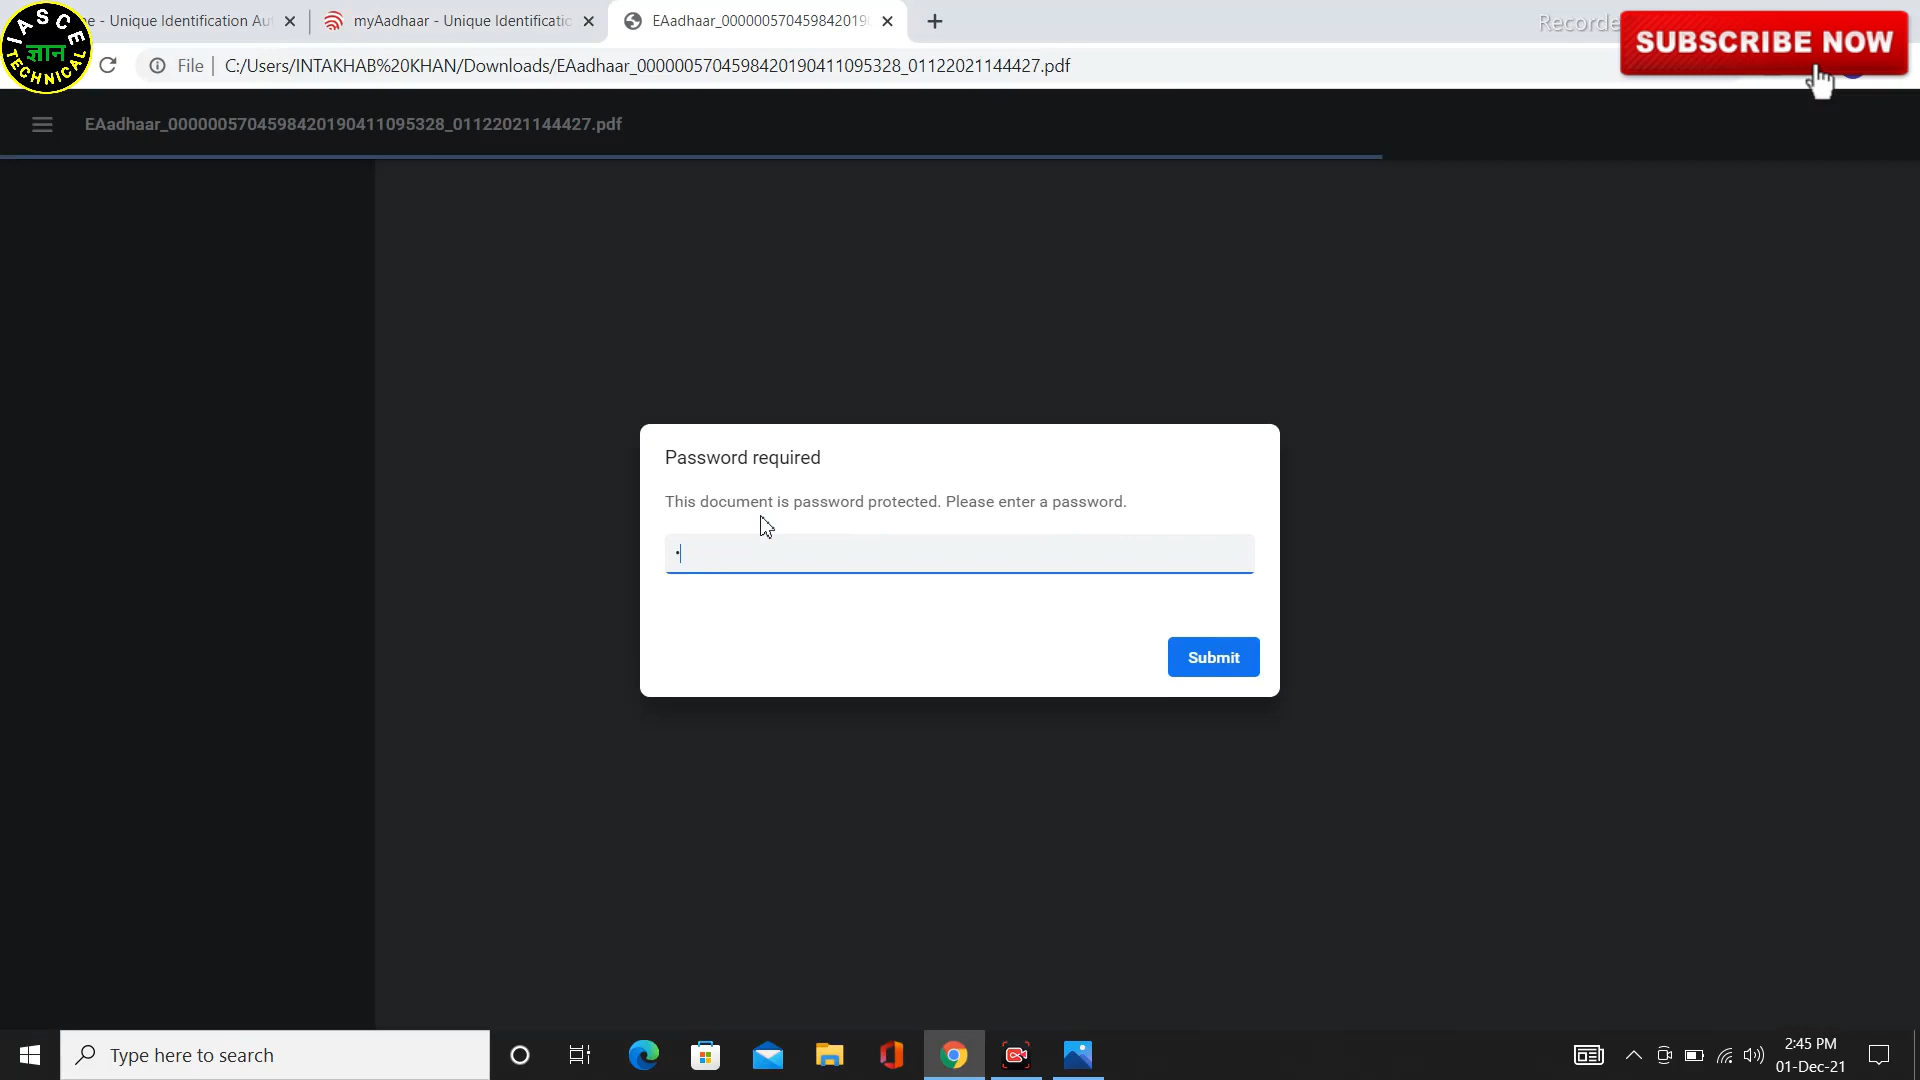 IASCE
ज्ञान
TECHNICAL
e - Unique Identification Au
myAadhaar - Unique Identificatic
EAadhaar_00000057045984201904
Recorde
SUBSCRIBE NOW
File
C:/Users/INTAKHAB%20KHAN/Downloads/EAadhaar_0000005704598420190411095328_01122021144427.pdf
EAadhaar_0000005704598420190411095328_01122021144427.pdf
Password required
This document is password protected. Please enter a password.
Submit
Type here to search
2:45 PM
01-Dec-21